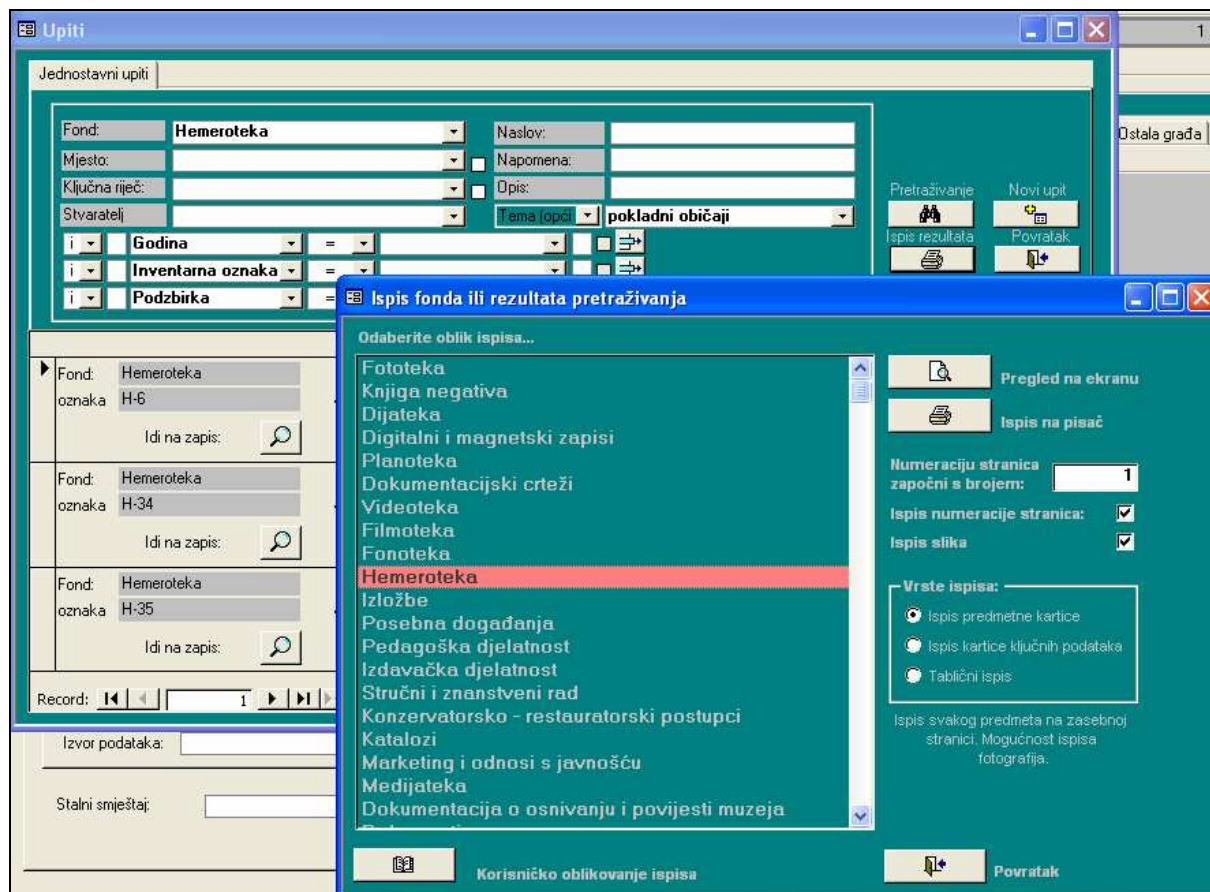 Upiti
1
Jednostavni upiti
Ostala građa
Fond: Hemeroteka Naslov:
Mjesto: Napomena:
Ključna riječ: Opis:
Stvaratelj Tema (opći pokladni običaji
Pretraživanje Novi upit
Ispis rezultata Povratak
i Godina =
i Inventarna oznaka =
i Podzbirka =
Fond: Hemeroteka
oznaka H-6
Idi na zapis:
Fond: Hemeroteka
oznaka H-34
Idi na zapis:
Fond: Hemeroteka
oznaka H-35
Idi na zapis:
Record: 1
Izvor podataka:
Stalni smještaj:
Ispis fonda ili rezultata pretraživanja
Odaberite oblik ispisa...
Fototeka
Knjiga negativa
Dijateka
Digitalni i magnetski zapisi
Planoteka
Dokumentacijski crteži
Videoteka
Filmoteka
Fonoteka
Hemeroteka
Izložbe
Posebna događanja
Pedagoška djelatnost
Izdavačka djelatnost
Stručni i znanstveni rad
Konzervatorsko - restauratorski postupci
Katalozi
Marketing i odnosi s javnošću
Medijateka
Dokumentacija o osnivanju i povijesti muzeja
Pregled na ekranu
Ispis na pisač
Numeraciju stranica
započni s brojem: 1
Ispis numeracije stranica:
Ispis slika
Vrste ispisa:
Ispis predmetne kartice
Ispis kartice ključnih podataka
Tablični ispis
Ispis svakog predmeta na zasebnoj
stranici. Mogućnost ispisa
fotografija.
Korisničko oblikovanje ispisa
Povratak